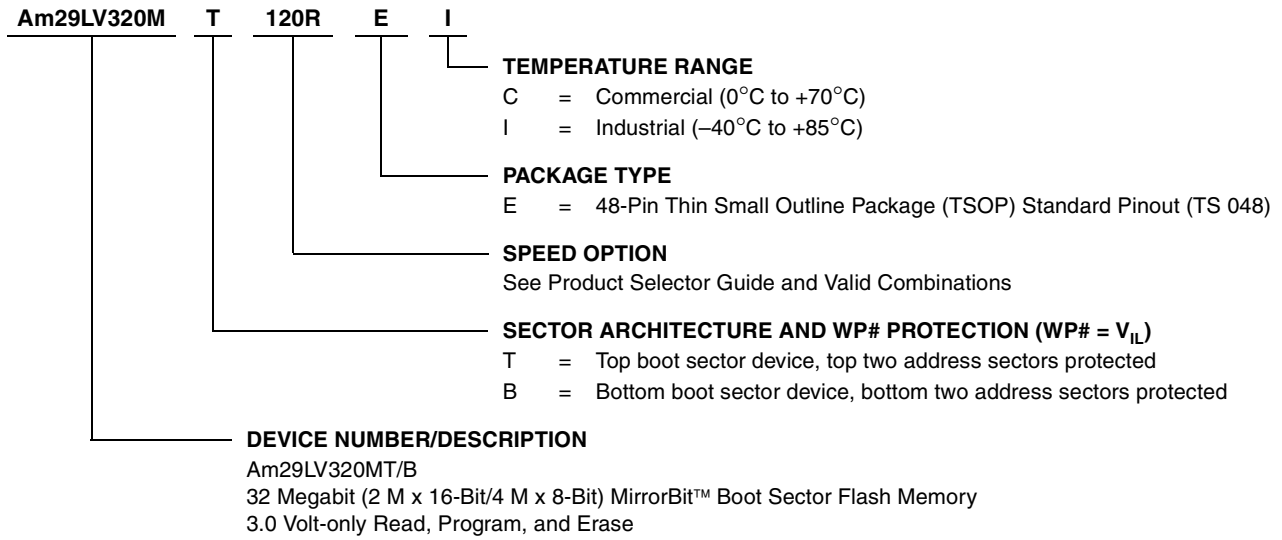 Am29LV320M T 120R E I
TEMPERATURE RANGE
C = Commercial (0°C to +70°C)
I = Industrial (–40°C to +85°C)
PACKAGE TYPE
E = 48-Pin Thin Small Outline Package (TSOP) Standard Pinout (TS 048)
SPEED OPTION
See Product Selector Guide and Valid Combinations
SECTOR ARCHITECTURE AND WP# PROTECTION (WP# = VIL)
T = Top boot sector device, top two address sectors protected
B = Bottom boot sector device, bottom two address sectors protected
DEVICE NUMBER/DESCRIPTION
Am29LV320MT/B
32 Megabit (2 M x 16-Bit/4 M x 8-Bit) MirrorBit™ Boot Sector Flash Memory
3.0 Volt-only Read, Program, and Erase